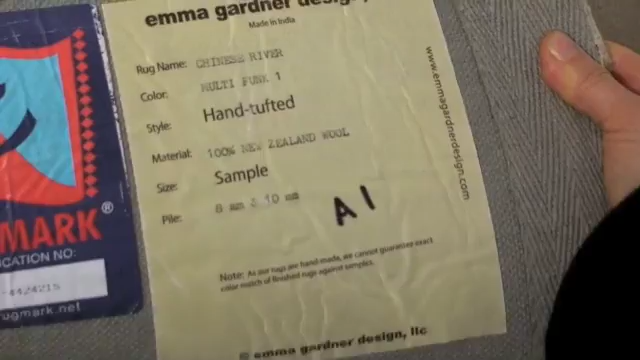 MARK®
CATION NO:
-4424215
ugmark.net
emma gardner design,
Made in India
Rug Name: CHINESE RIVER
Color: MULTI FUNK 1
Style: Hand-tufted
Material: 100% NEW ZEALAND WOOL
Size: Sample
Pile: 8 mm & 10 mm
A1
Note: As our rugs are hand-made, we cannot guarantee exact
color match of finished rugs against samples.
© emma gardner design, llc
www.emmagardnerdesign.com